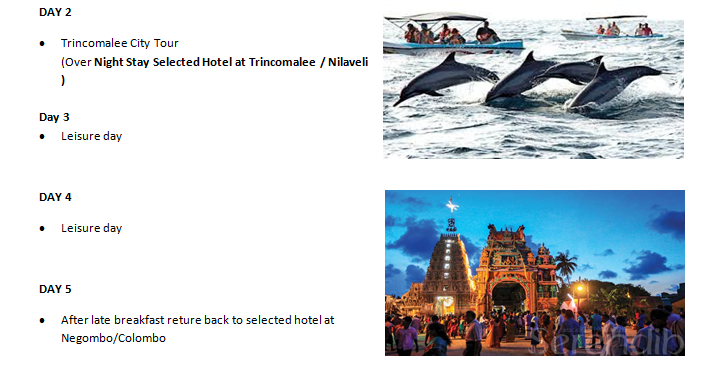 DAY 2
• Trincomalee City Tour
(Over Night Stay Selected Hotel at Trincomalee / Nilaveli
)
Day 3
• Leisure day
DAY 4
• Leisure day
DAY 5
• After late breakfast reture back to selected hotel at
Negombo/Colombo
Serendib